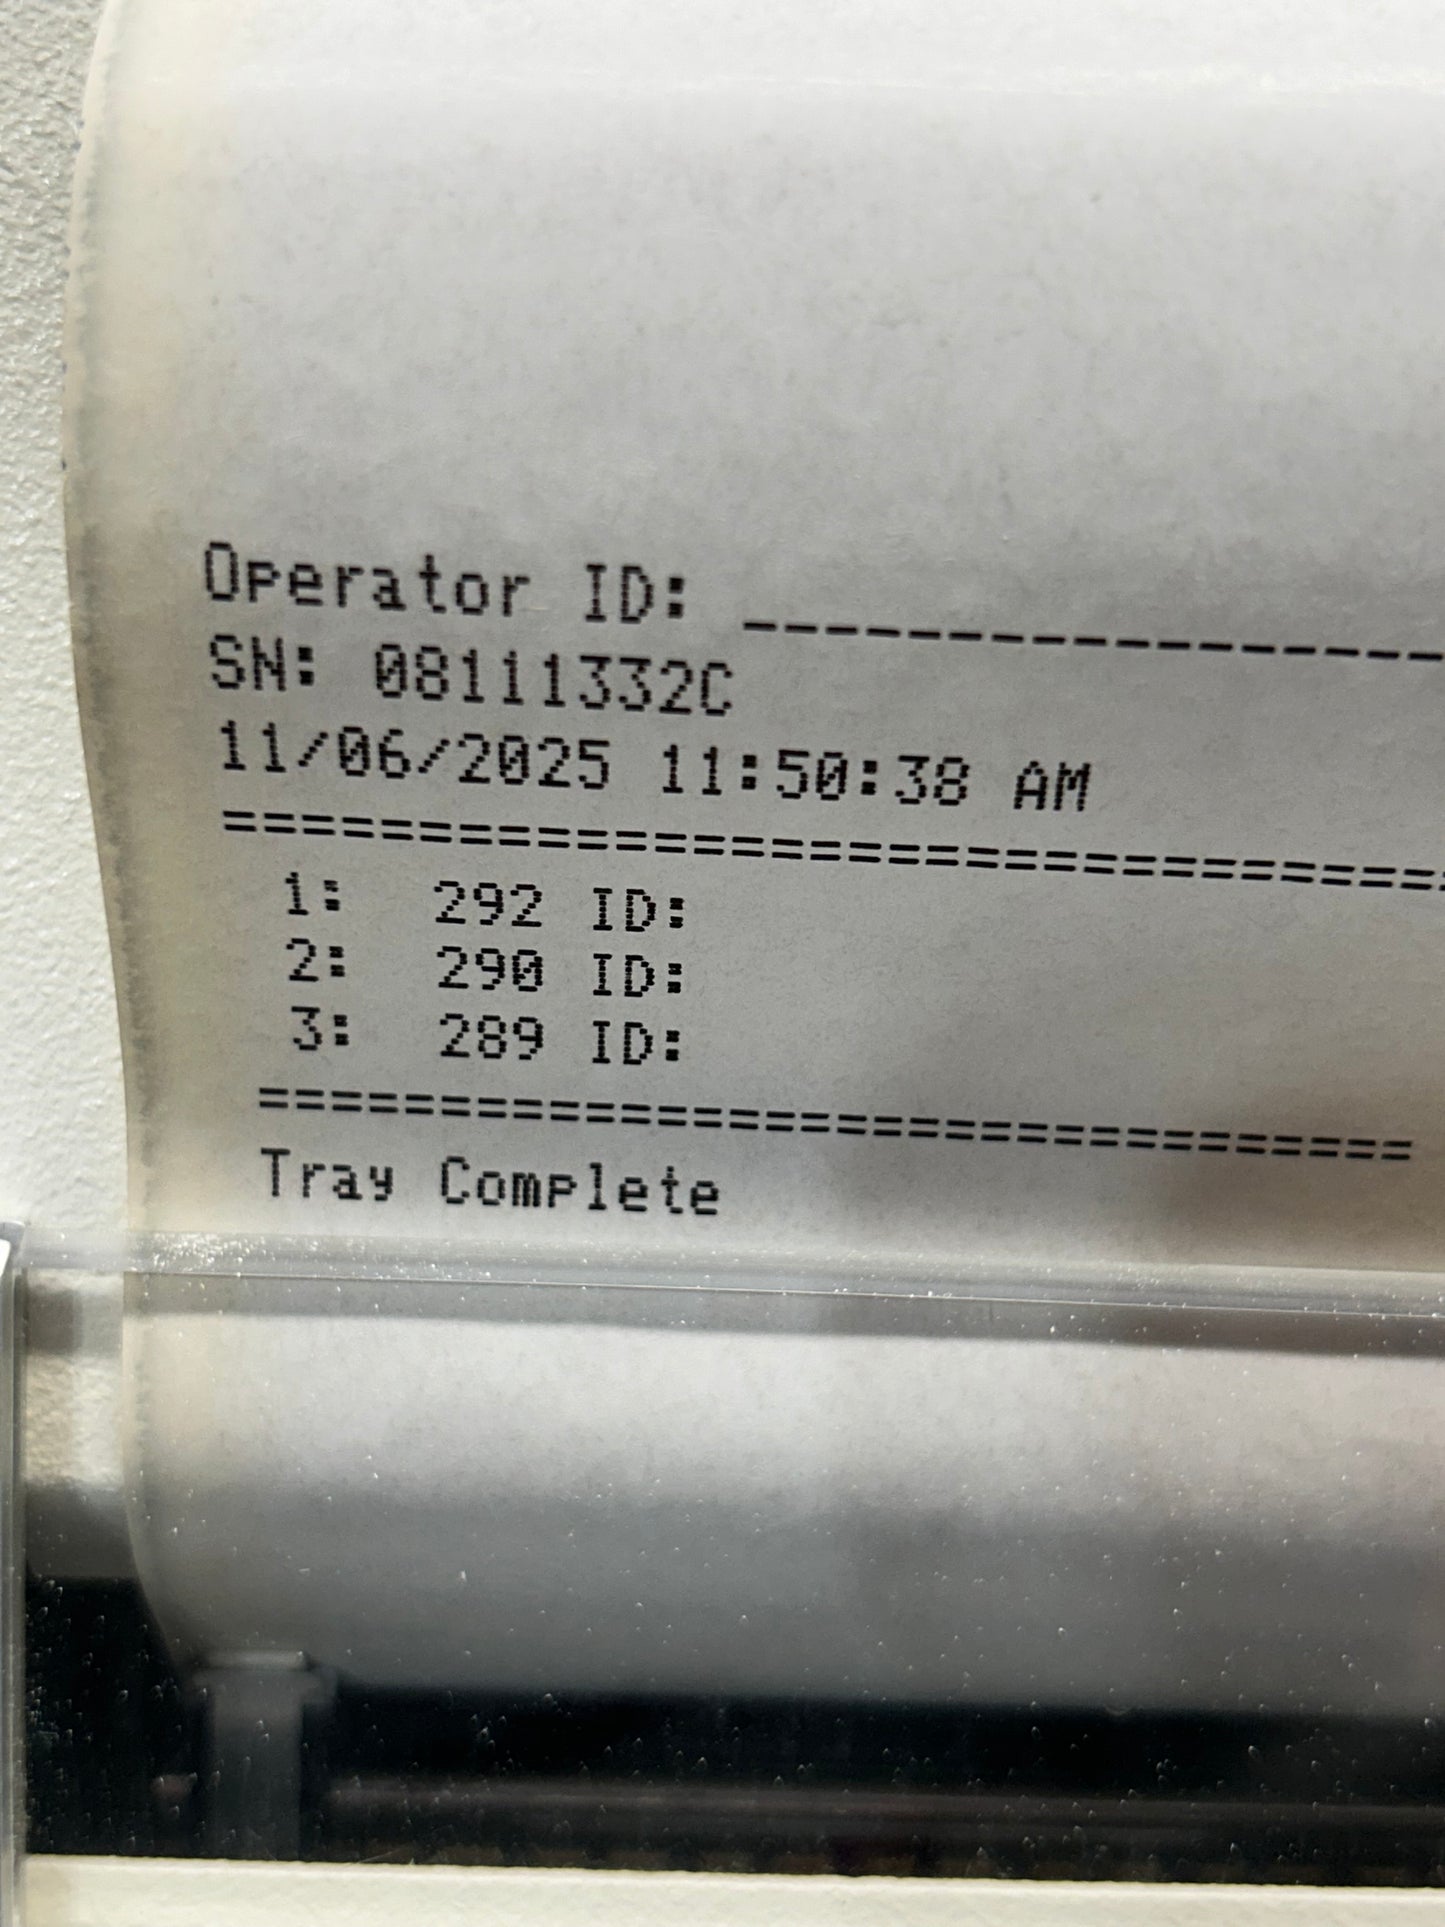 Operator ID: _________________
SN: 08111332C
11/06/2025 11:50:38 AM
================================
1: 292 ID:
2: 290 ID:
3: 289 ID:
================================
Tray Complete